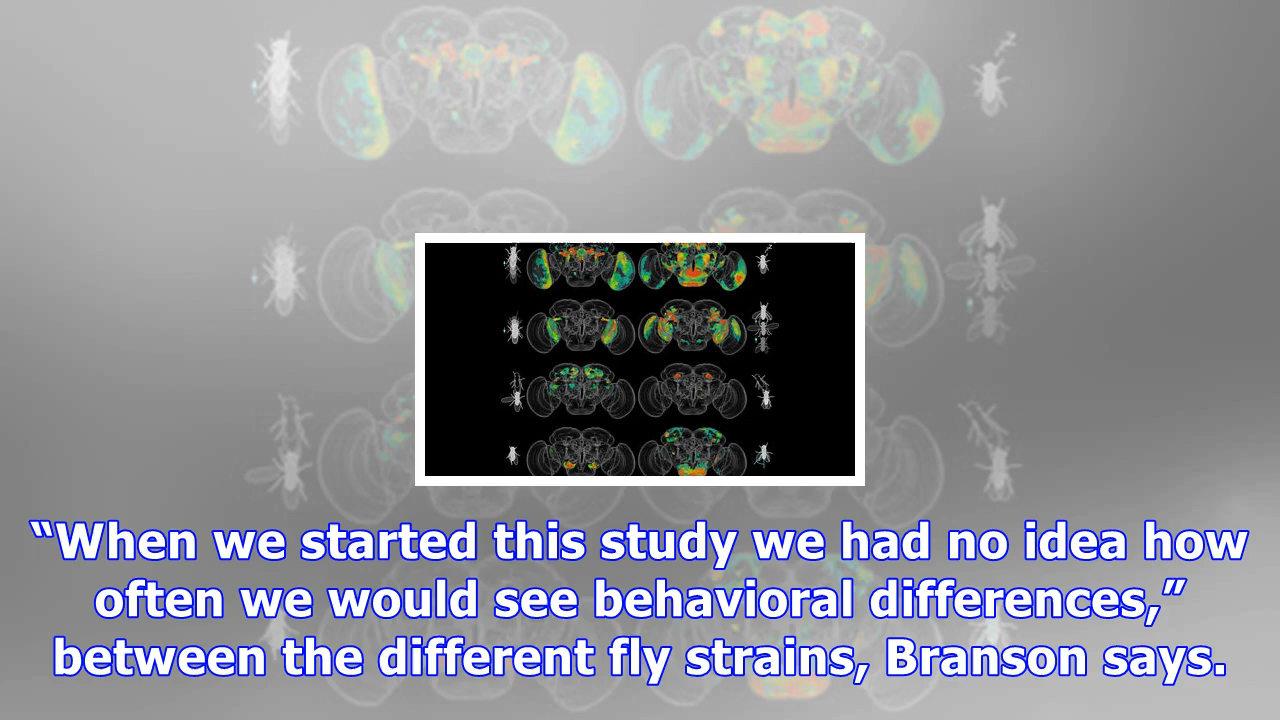 “When we started this study we had no idea how
often we would see behavioral differences,”
between the different fly strains, Branson says.